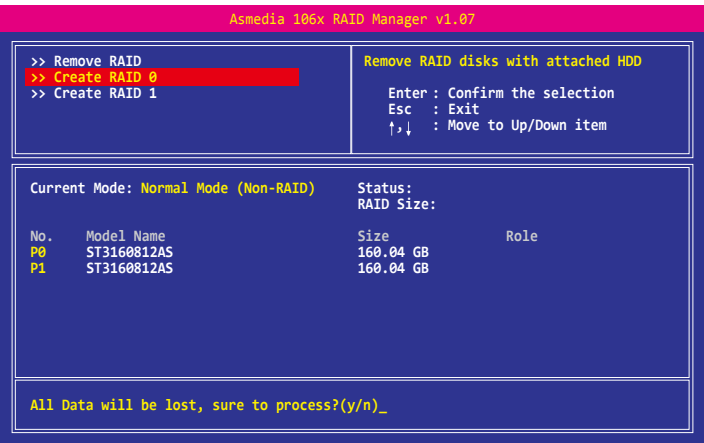 Asmedia 106x RAID Manager v1.07
>> Remove RAID
>> Create RAID 0
>> Create RAID 1
Remove RAID disks with attached HDD
Enter : Confirm the selection
Esc : Exit
↑,↓ : Move to Up/Down item
Current Mode: Normal Mode (Non-RAID)
Status:
RAID Size:
No. Model Name Size Role
P0 ST3160812AS 160.04 GB
P1 ST3160812AS 160.04 GB
All Data will be lost, sure to process?(y/n)_